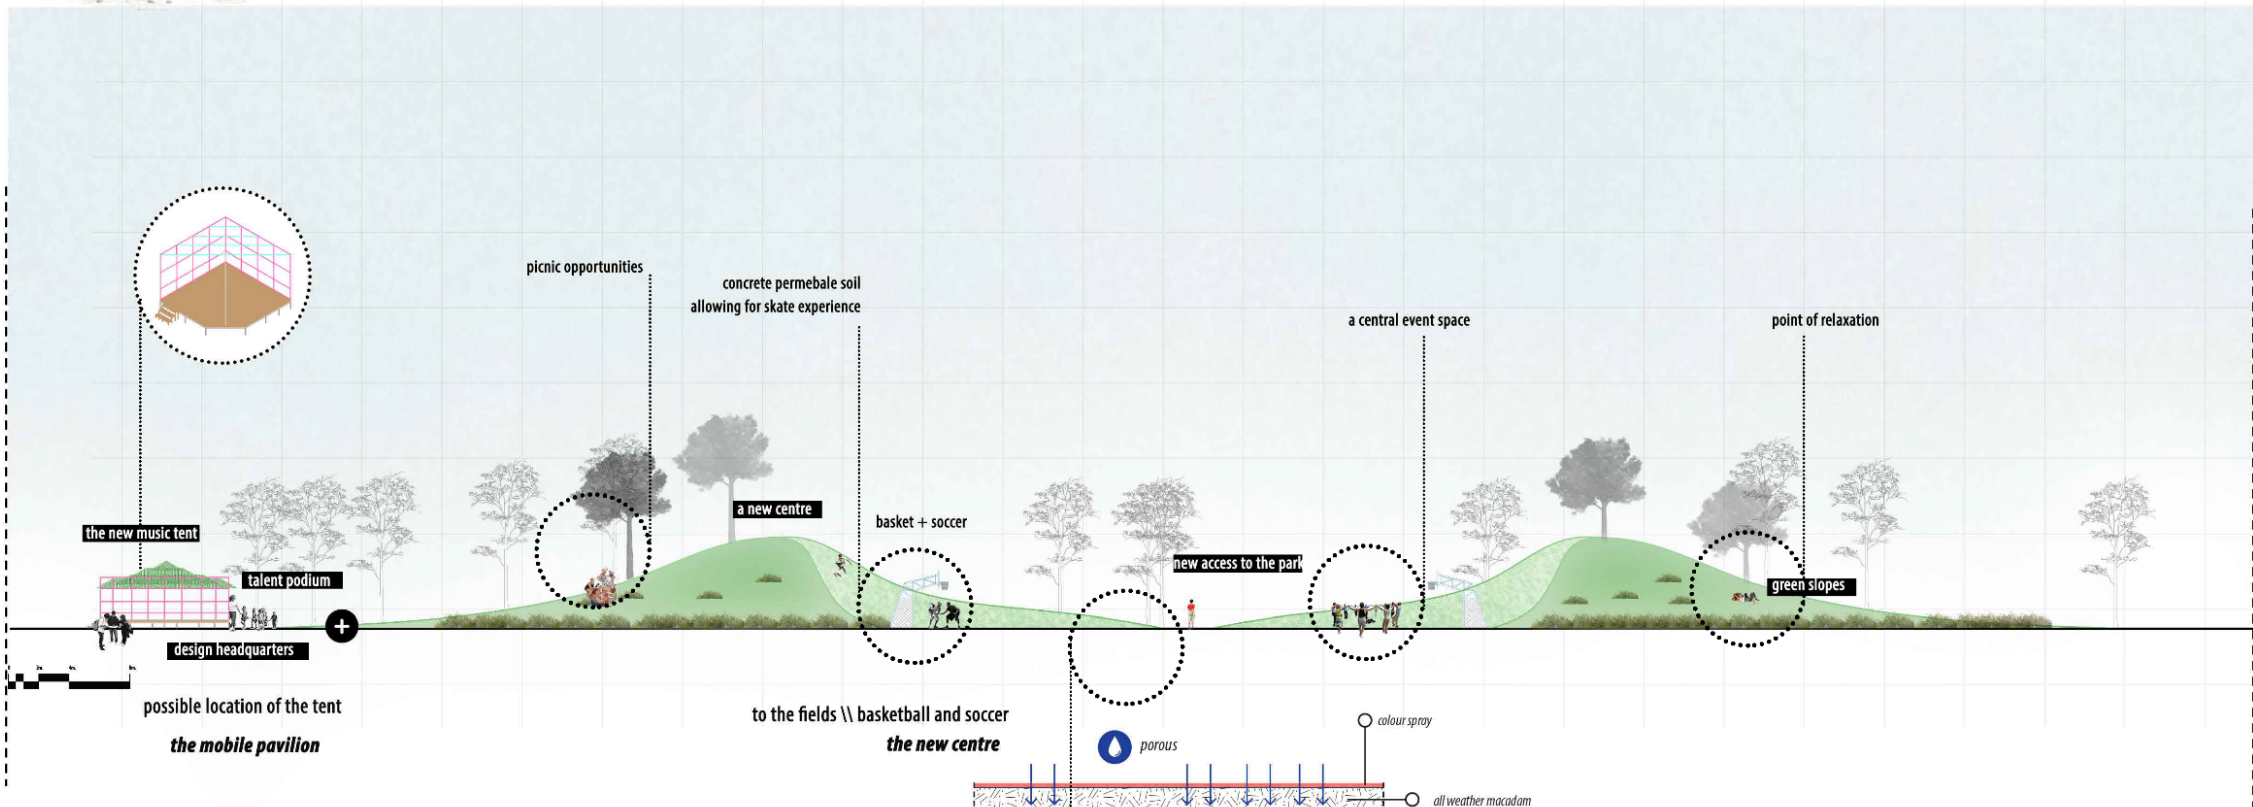 picnic opportunities
concrete permebale soil
allowing for skate experience
a central event space
point of relaxation
a new centre
basket + soccer
the new music tent
new access to the park
talent podium
green slopes
design headquarters
possible location of the tent
the mobile pavilion
to the fields \\ basketball and soccer
the new centre
colour spray
porous
all weather macadam